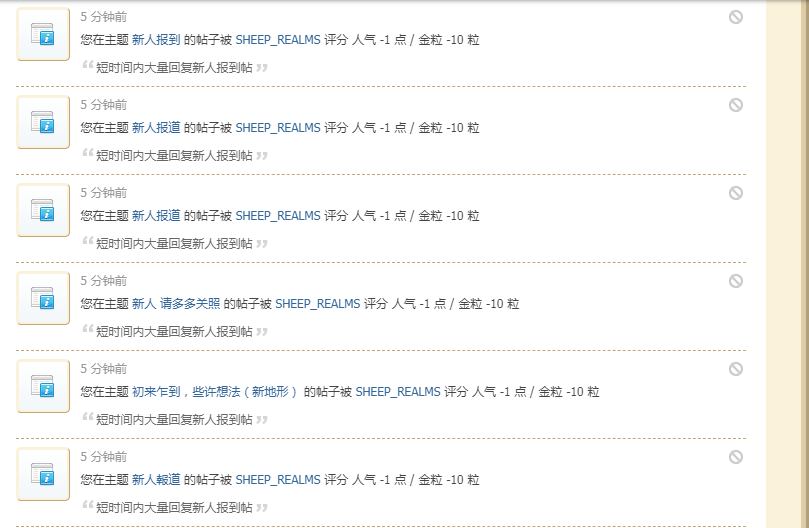 5 分钟前
您在主题 新人报到 的帖子被 SHEEP_REALMS 评分 人气 -1 点 / 金粒 -10 粒
“短时间内大量回复新人报到帖”
5 分钟前
您在主题 新人报道 的帖子被 SHEEP_REALMS 评分 人气 -1 点 / 金粒 -10 粒
“短时间内大量回复新人报到帖”
5 分钟前
您在主题 新人报道 的帖子被 SHEEP_REALMS 评分 人气 -1 点 / 金粒 -10 粒
“短时间内大量回复新人报到帖”
5 分钟前
您在主题 新人 请多多关照 的帖子被 SHEEP_REALMS 评分 人气 -1 点 / 金粒 -10 粒
“短时间内大量回复新人报到帖”
5 分钟前
您在主题 初来乍到，些许想法（新地形） 的帖子被 SHEEP_REALMS 评分 人气 -1 点 / 金粒 -10 粒
“短时间内大量回复新人报到帖”
5 分钟前
您在主题 新人報道 的帖子被 SHEEP_REALMS 评分 人气 -1 点 / 金粒 -10 粒
“短时间内大量回复新人报到帖”